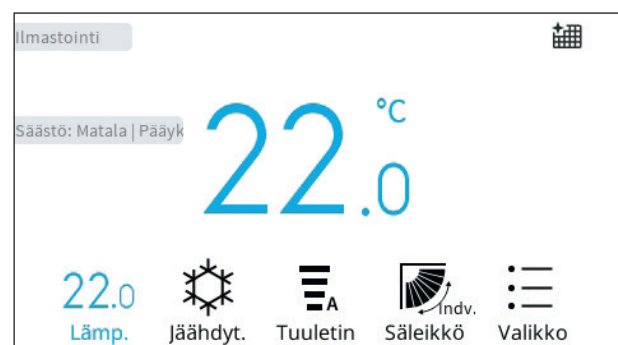 Ilmastointi
Säästö: Matala | Pääyk
22.0 °C
22.0
A
Indv.
Lämp. Jäähdyt. Tuuletin Säleikkö Valikko